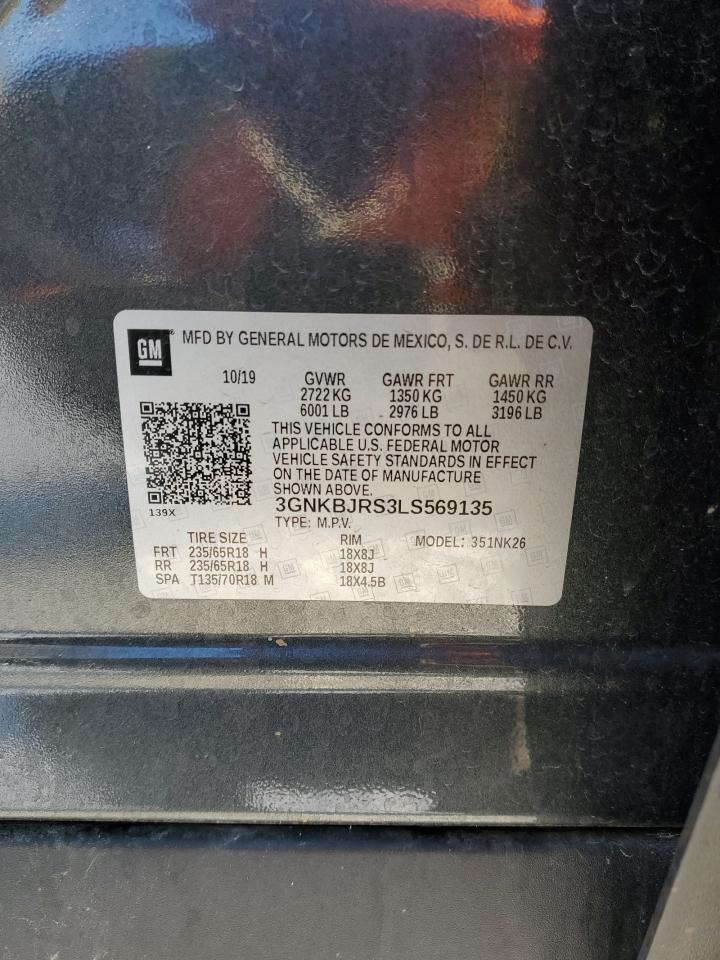 GM ® MFD BY GENERAL MOTORS DE MEXICO, S. DE R.L. DE C.V.
10/19 GVWR GAWR FRT GAWR RR
2722 KG 1350 KG 1450 KG
6001 LB 2976 LB 3196 LB
THIS VEHICLE CONFORMS TO ALL
APPLICABLE U.S. FEDERAL MOTOR
VEHICLE SAFETY STANDARDS IN EFFECT
ON THE DATE OF MANUFACTURE
SHOWN ABOVE.
3GNKBJRS3LS569135
139X
TYPE: M.P.V.
TIRE SIZE RIM MODEL: 351NK26
FRT 235/65R18 H 18X8J
RR 235/65R18 H 18X8J
SPA T135/70R18 M 18X4.5B